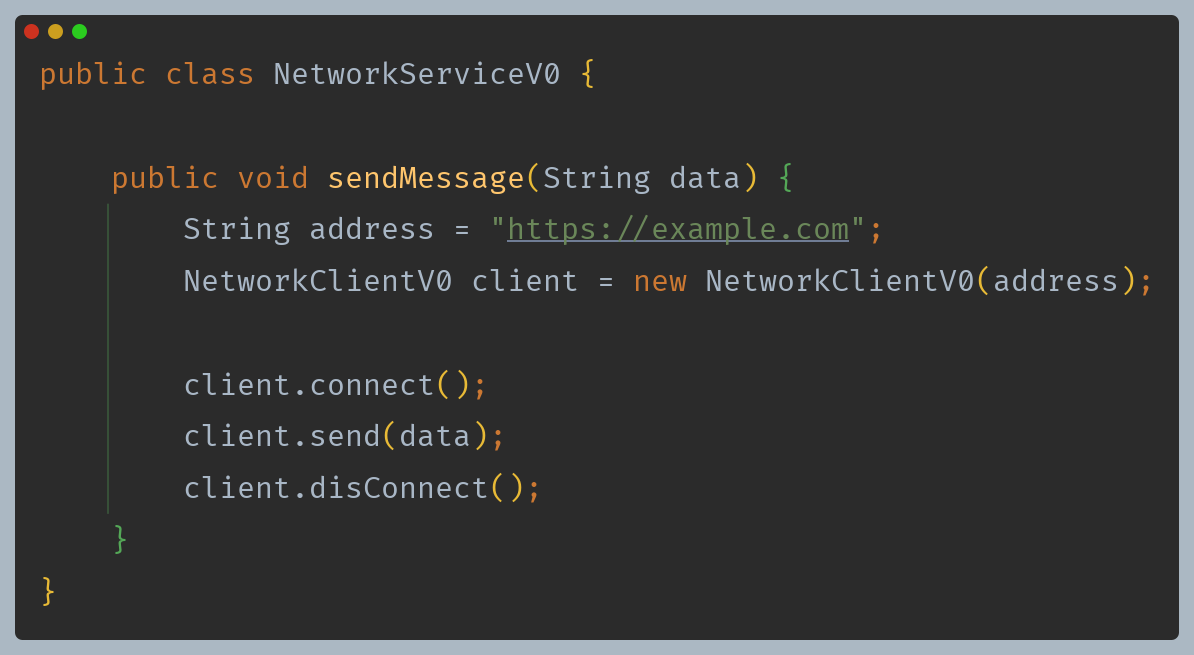 public class NetworkServiceV0 {
public void sendMessage(String data) {
String address = "https://example.com";
NetworkClientV0 client = new NetworkClientV0(address);
client.connect();
client.send(data);
client.disConnect();
}
}